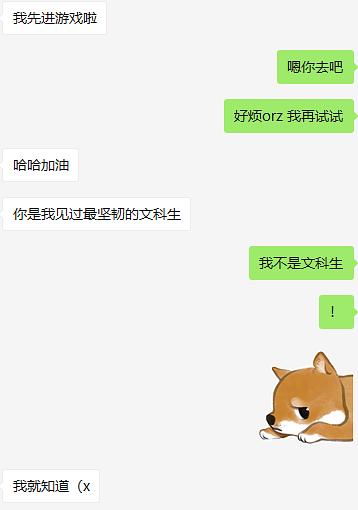 我先进游戏啦
嗯你去吧
好烦orz 我再试试
哈哈加油
你是我见过最坚韧的文科生
我不是文科生
！
我就知道（x